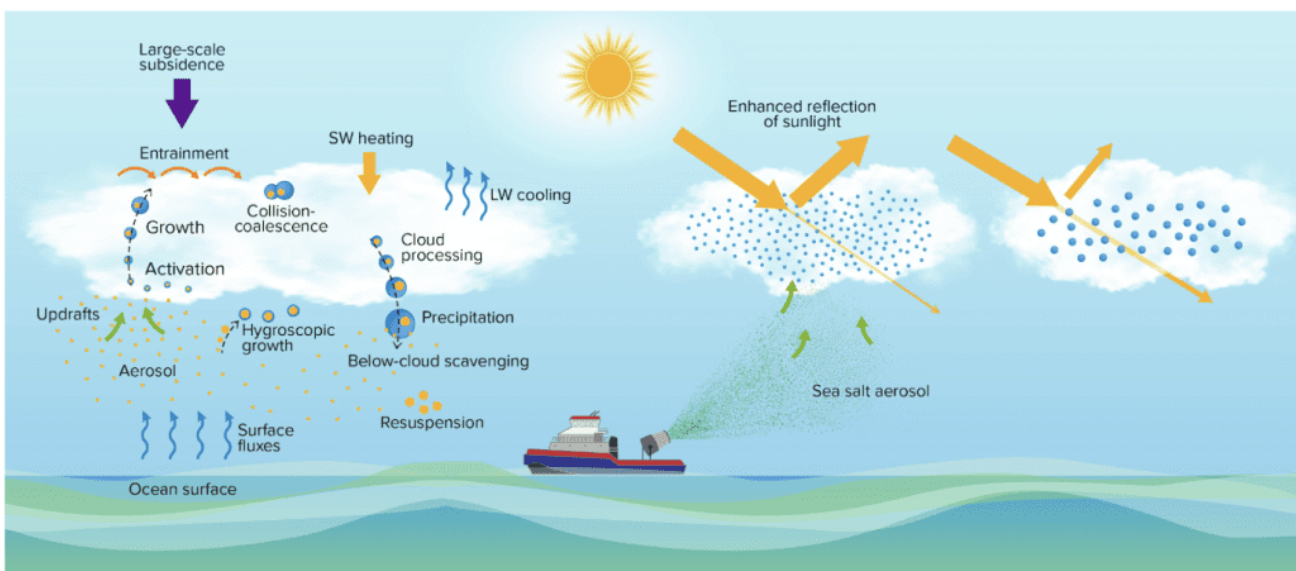 Large-scale
subsidence
Entrainment
SW heating
Enhanced reflection
of sunlight
LW cooling
Collision-
coalescence
Growth
Cloud
processing
Activation
Updrafts
Hygroscopic
growth
Precipitation
Below-cloud scavenging
Aerosol
Sea salt aerosol
Resuspension
Surface
fluxes
Ocean surface